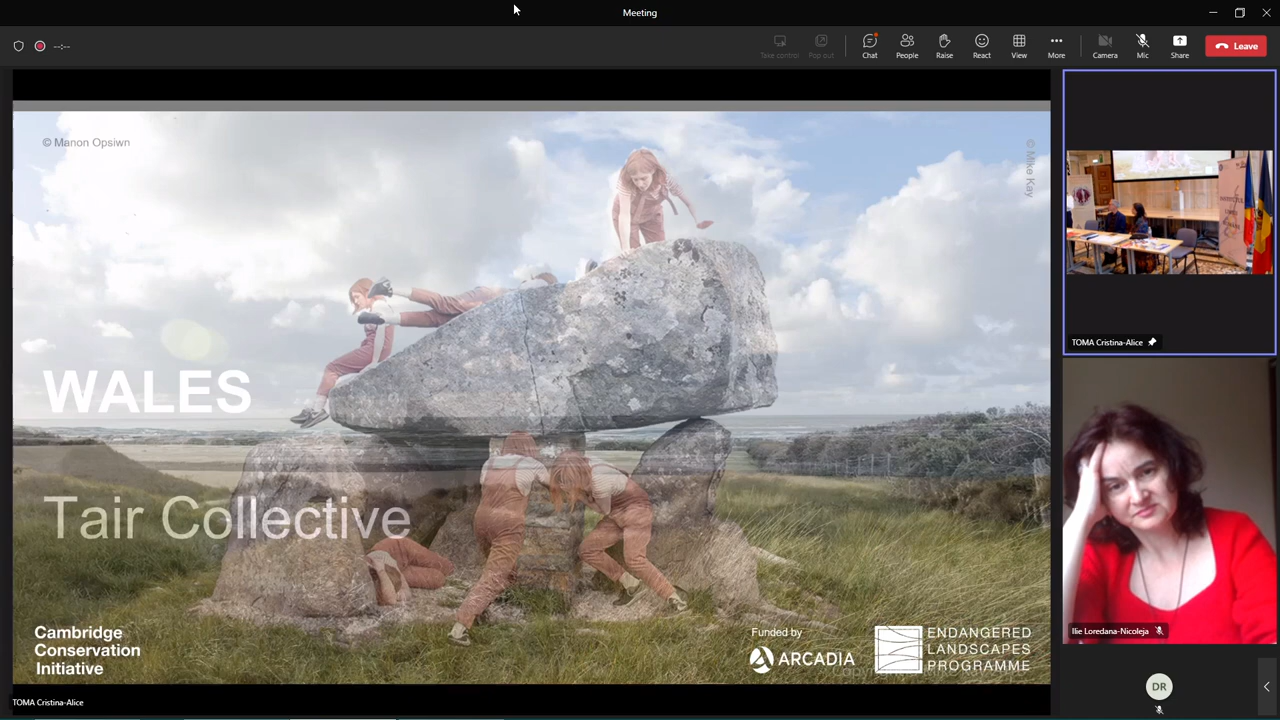 Meeting
--:--
Take control
Pop out
Chat
People
Raise
React
View
More
Camera
Mic
Share
Leave
© Manon Opsiwn
© Mike Kay
WALES
Tair Collective
Cambridge
Conservation
Initiative
Funded by
ARCADIA
ENDANGERED
LANDSCAPES
PROGRAMME
TOMA Cristina-Alice
TOMA Cristina-Alice
Ilie Loredana-Nicoleja
DR